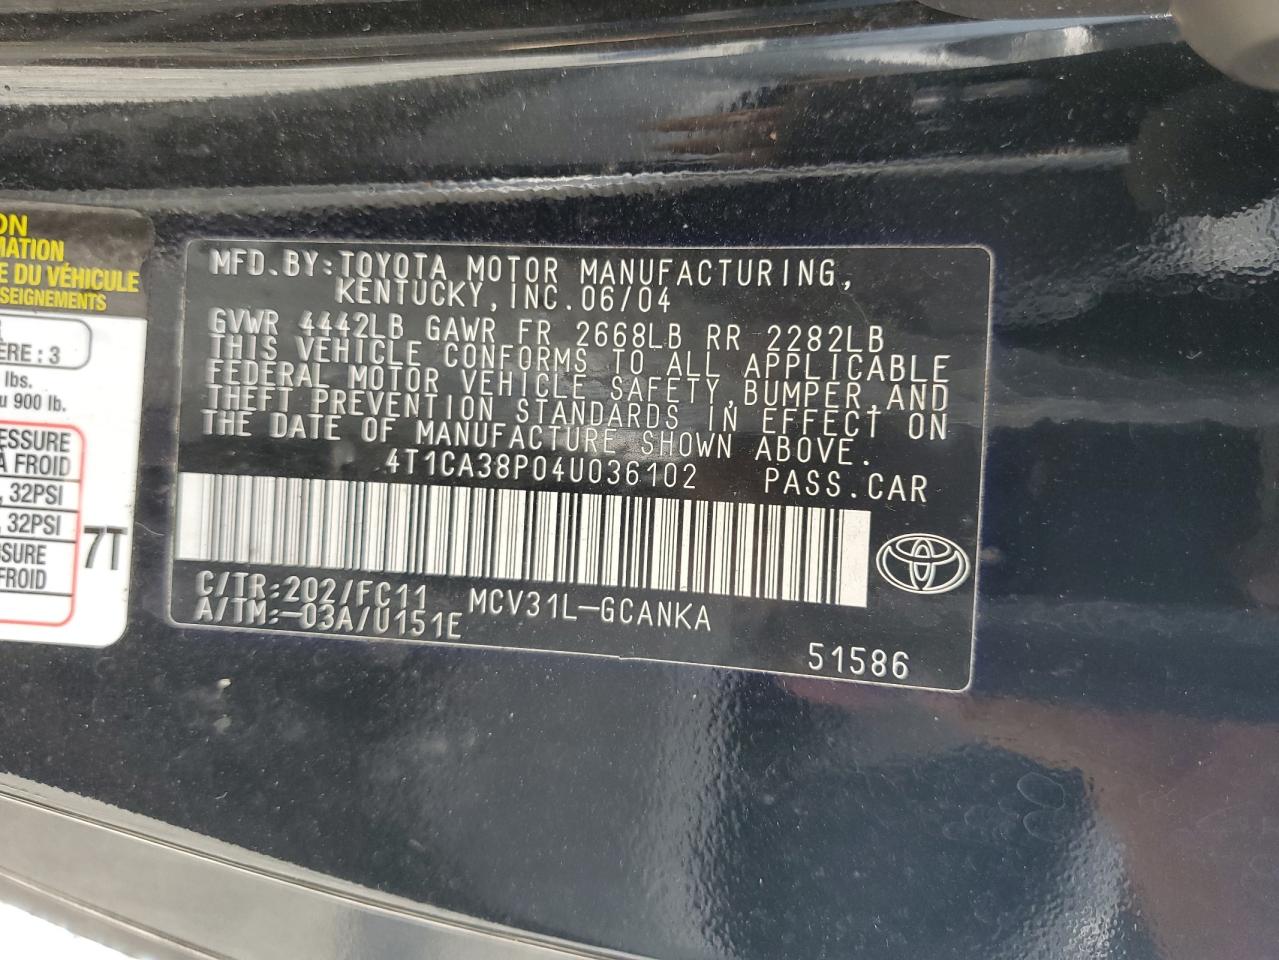 ON
MATION
E DU VÉHICULE
SEIGNEMENTS
ERE : 3
lbs.
u 900 lb.
ESSURE
À FROID
, 32PSI
, 32PSI
SSURE
FROID
7T
MFD.BY:TOYOTA MOTOR MANUFACTURING,
KENTUCKY,INC.06/04
GVWR 4442LB GAWR FR 2668LB RR 2282LB
THIS VEHICLE CONFORMS TO ALL APPLICABLE
FEDERAL MOTOR VEHICLE SAFETY,BUMPER,AND
THEFT PREVENTION STANDARDS IN EFFECT ON
THE DATE OF MANUFACTURE SHOWN ABOVE.
4T1CA38P04U036102 PASS.CAR
C/TR:202/FC11 MCV31L-GCANKA
A/TM:-03A/U151E
51586